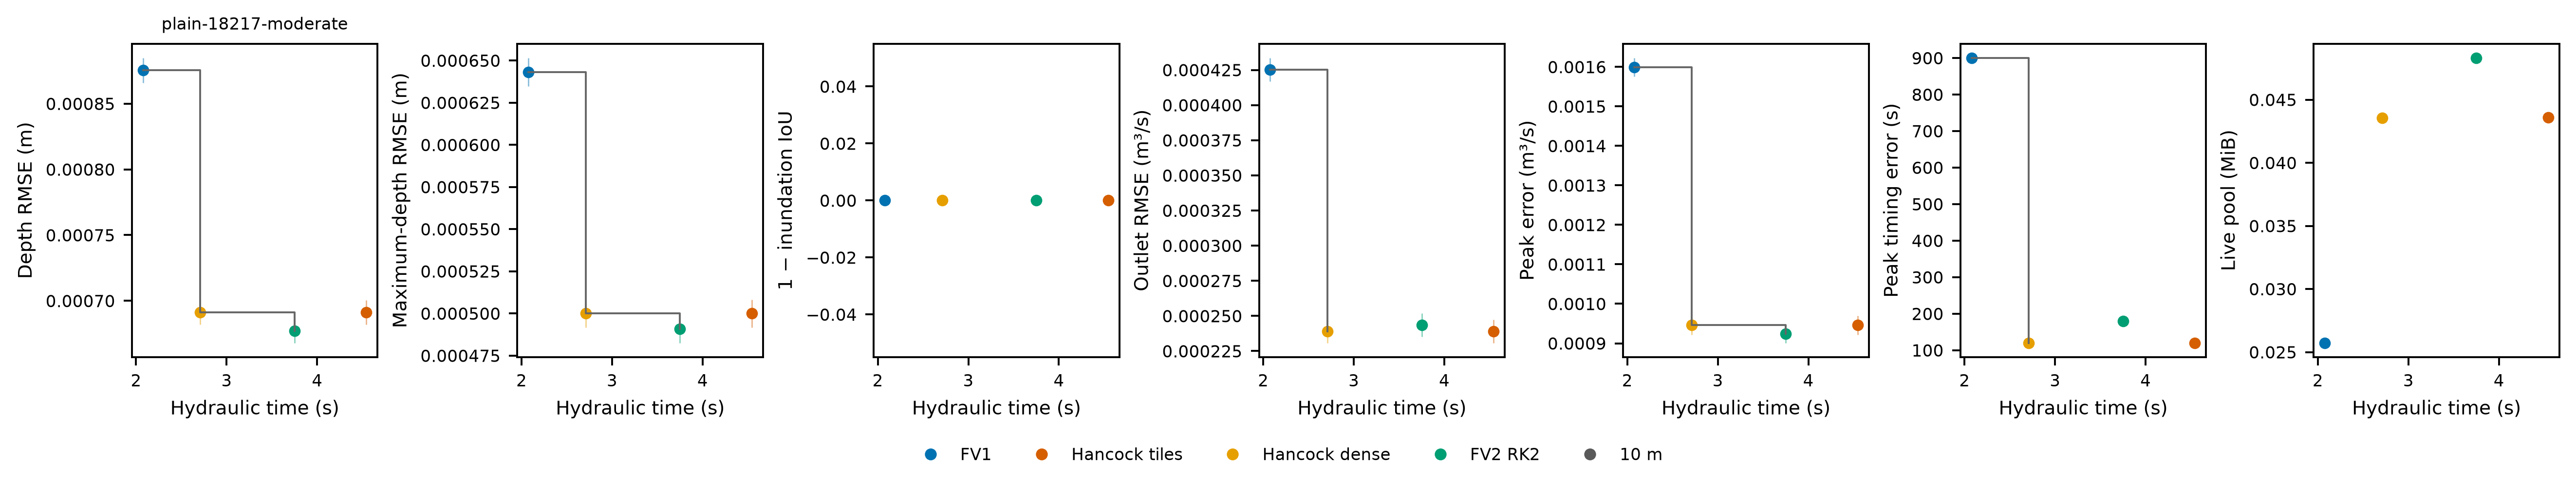 plain-18217-moderate
Depth RMSE (m)
0.00085
0.00080
0.00075
0.00070
2 3 4
Hydraulic time (s)
Maximum-depth RMSE (m)
0.000650
0.000625
0.000600
0.000575
0.000550
0.000525
0.000500
0.000475
2 3 4
Hydraulic time (s)
1 − inundation IoU
0.04
0.02
0.00
−0.02
−0.04
2 3 4
Hydraulic time (s)
Outlet RMSE (m³/s)
0.000425
0.000400
0.000375
0.000350
0.000325
0.000300
0.000275
0.000250
0.000225
2 3 4
Hydraulic time (s)
Peak error (m³/s)
0.0016
0.0015
0.0014
0.0013
0.0012
0.0011
0.0010
0.0009
2 3 4
Hydraulic time (s)
Peak timing error (s)
900
800
700
600
500
400
300
200
100
2 3 4
Hydraulic time (s)
Live pool (MiB)
0.045
0.040
0.035
0.030
0.025
2 3 4
Hydraulic time (s)
FV1 Hancock tiles Hancock dense FV2 RK2 10 m